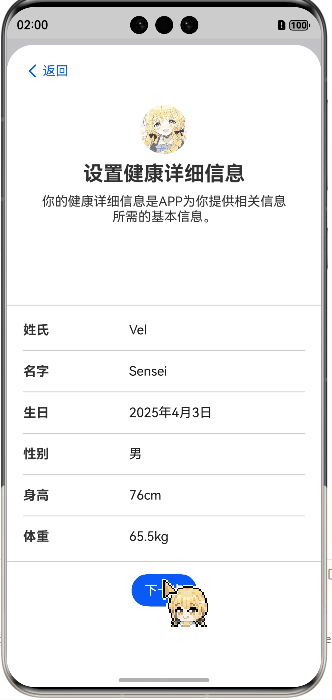 02:00
100
返回
设置健康详细信息
你的健康详细信息是APP为你提供相关信息
所需的基本信息。
姓氏 Vel
名字 Sensei
生日 2025年4月3日
性别 男
身高 76cm
体重 65.5kg
下一